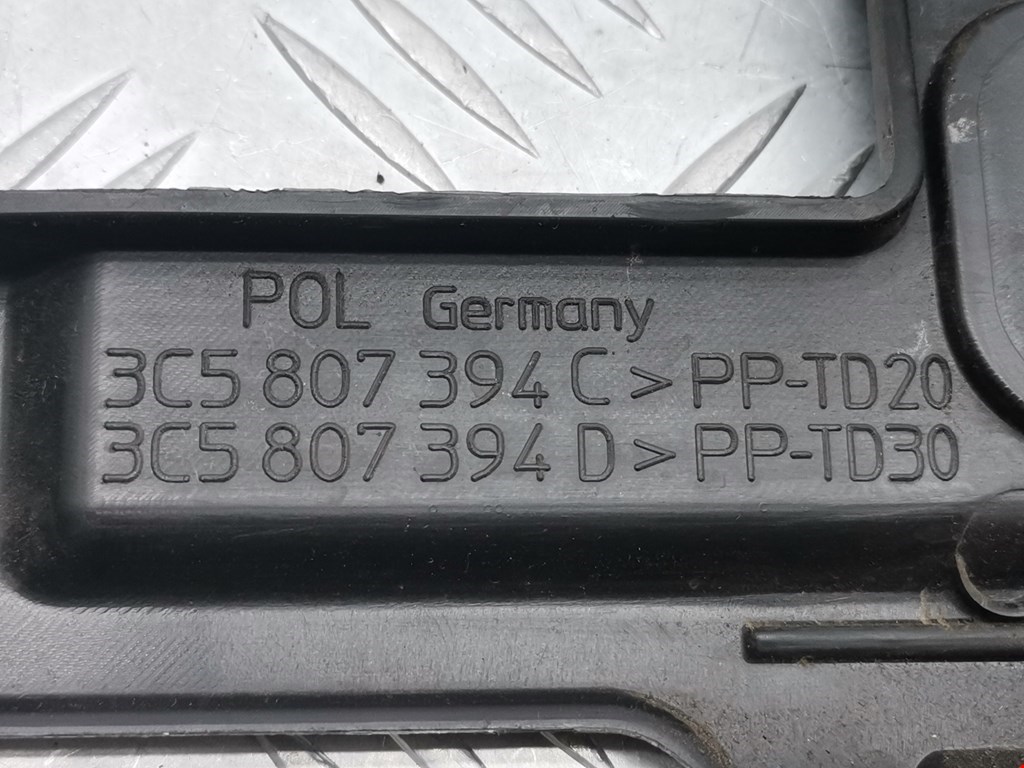 POL Germany
3C5 807 394 C > PP-TD20
3C5 807 394 D > PP-TD30